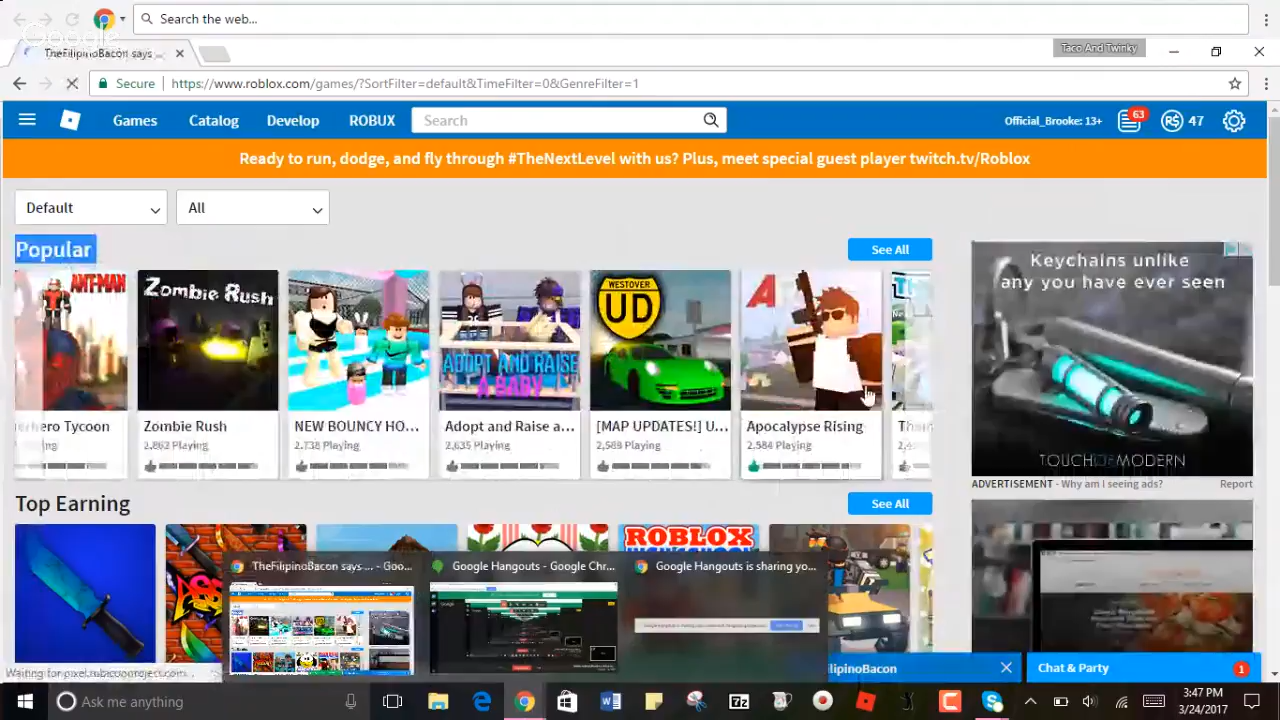 Search the web...
Google
TheFilipinoBacon says
Taco And Twinky
Secure https://www.roblox.com/games/?SortFilter=default&TimeFilter=0&GenreFilter=1
Games Catalog Develop ROBUX Search Official_Brooke: 13+ 63 R$ 47
Ready to run, dodge, and fly through #TheNextLevel with us? Plus, meet special guest player twitch.tv/Roblox
Default All
Popular See All
ANT-MAN Zombie Rush WESTOVER UD
ADOPT AND RAISE A BABY
erhero Tycoon Zombie Rush NEW BOUNCY HO... Adopt and Raise a... [MAP UPDATES!] U... Apocalypse Rising
2,862 Playing 2,738 Playing 2,635 Playing 2,589 Playing 2,584 Playing
Keychains unlike
any you have ever seen
TOUCH OF MODERN
ADVERTISEMENT - Why am I seeing ads? Report
Top Earning See All
ROBLOX
TheFilipinoBacon says ... - Goo... Google Hangouts - Google Chr... Google Hangouts is sharing yo...
ilipinoBacon Chat & Party 1
Ask me anything
3:47 PM
3/24/2017